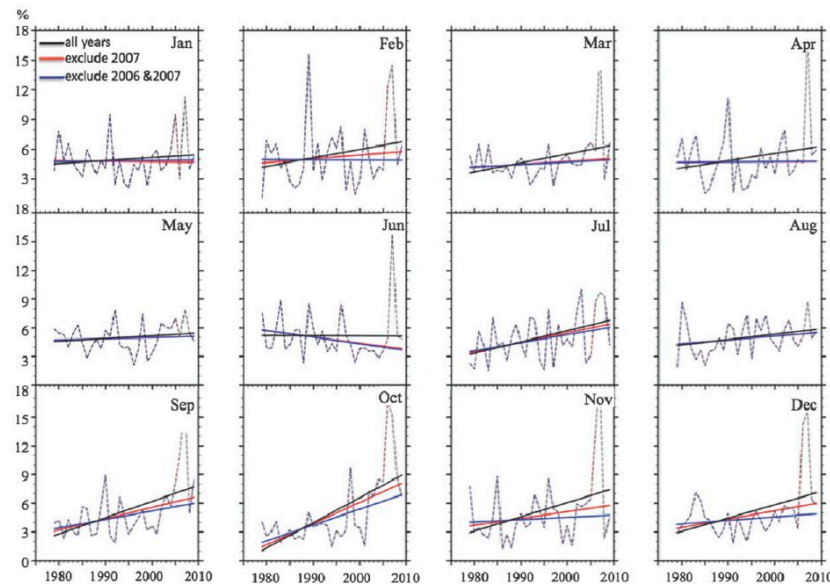 %
18 Jan Feb Mar Apr
all years
exclude 2007
exclude 2006 &2007
15
12
9
6
3
18 May Jun Jul Aug
15
12
9
6
3
18 Sep Oct Nov Dec
15
12
9
6
3
0
1980 1990 2000 2010 1980 1990 2000 2010 1980 1990 2000 2010 1980 1990 2000 2010